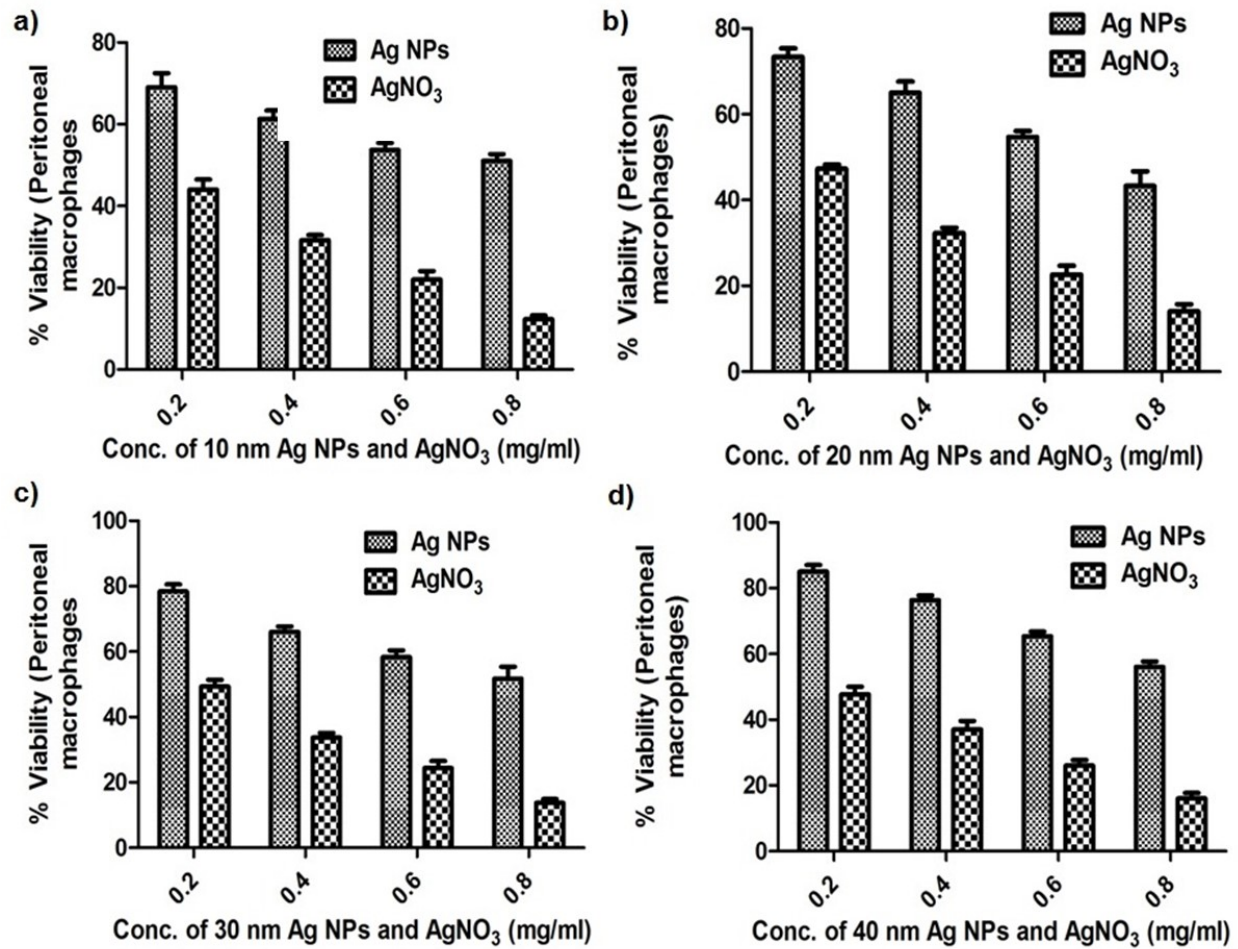 a)
% Viability (Peritoneal
macrophages
80
60
40
20
0
Ag NPs
AgNO₃
0.2
0.4
0.6
0.8
Conc. of 10 nm Ag NPs and AgNO₃ (mg/ml)
b)
% Viability (Peritoneal
macrophages)
80
60
40
20
0
Ag NPs
AgNO₃
0.2
0.4
0.6
0.8
Conc. of 20 nm Ag NPs and AgNO₃ (mg/ml)
c)
% Viability (Peritoneal
macrophages
100
80
60
40
20
0
Ag NPs
AgNO₃
0.2
0.4
0.6
0.8
Conc. of 30 nm Ag NPs and AgNO₃ (mg/ml)
d)
% Viability (Peritoneal
macrophages)
100
80
60
40
20
0
Ag NPs
AgNO₃
0.2
0.4
0.6
0.8
Conc. of 40 nm Ag NPs and AgNO₃ (mg/ml)